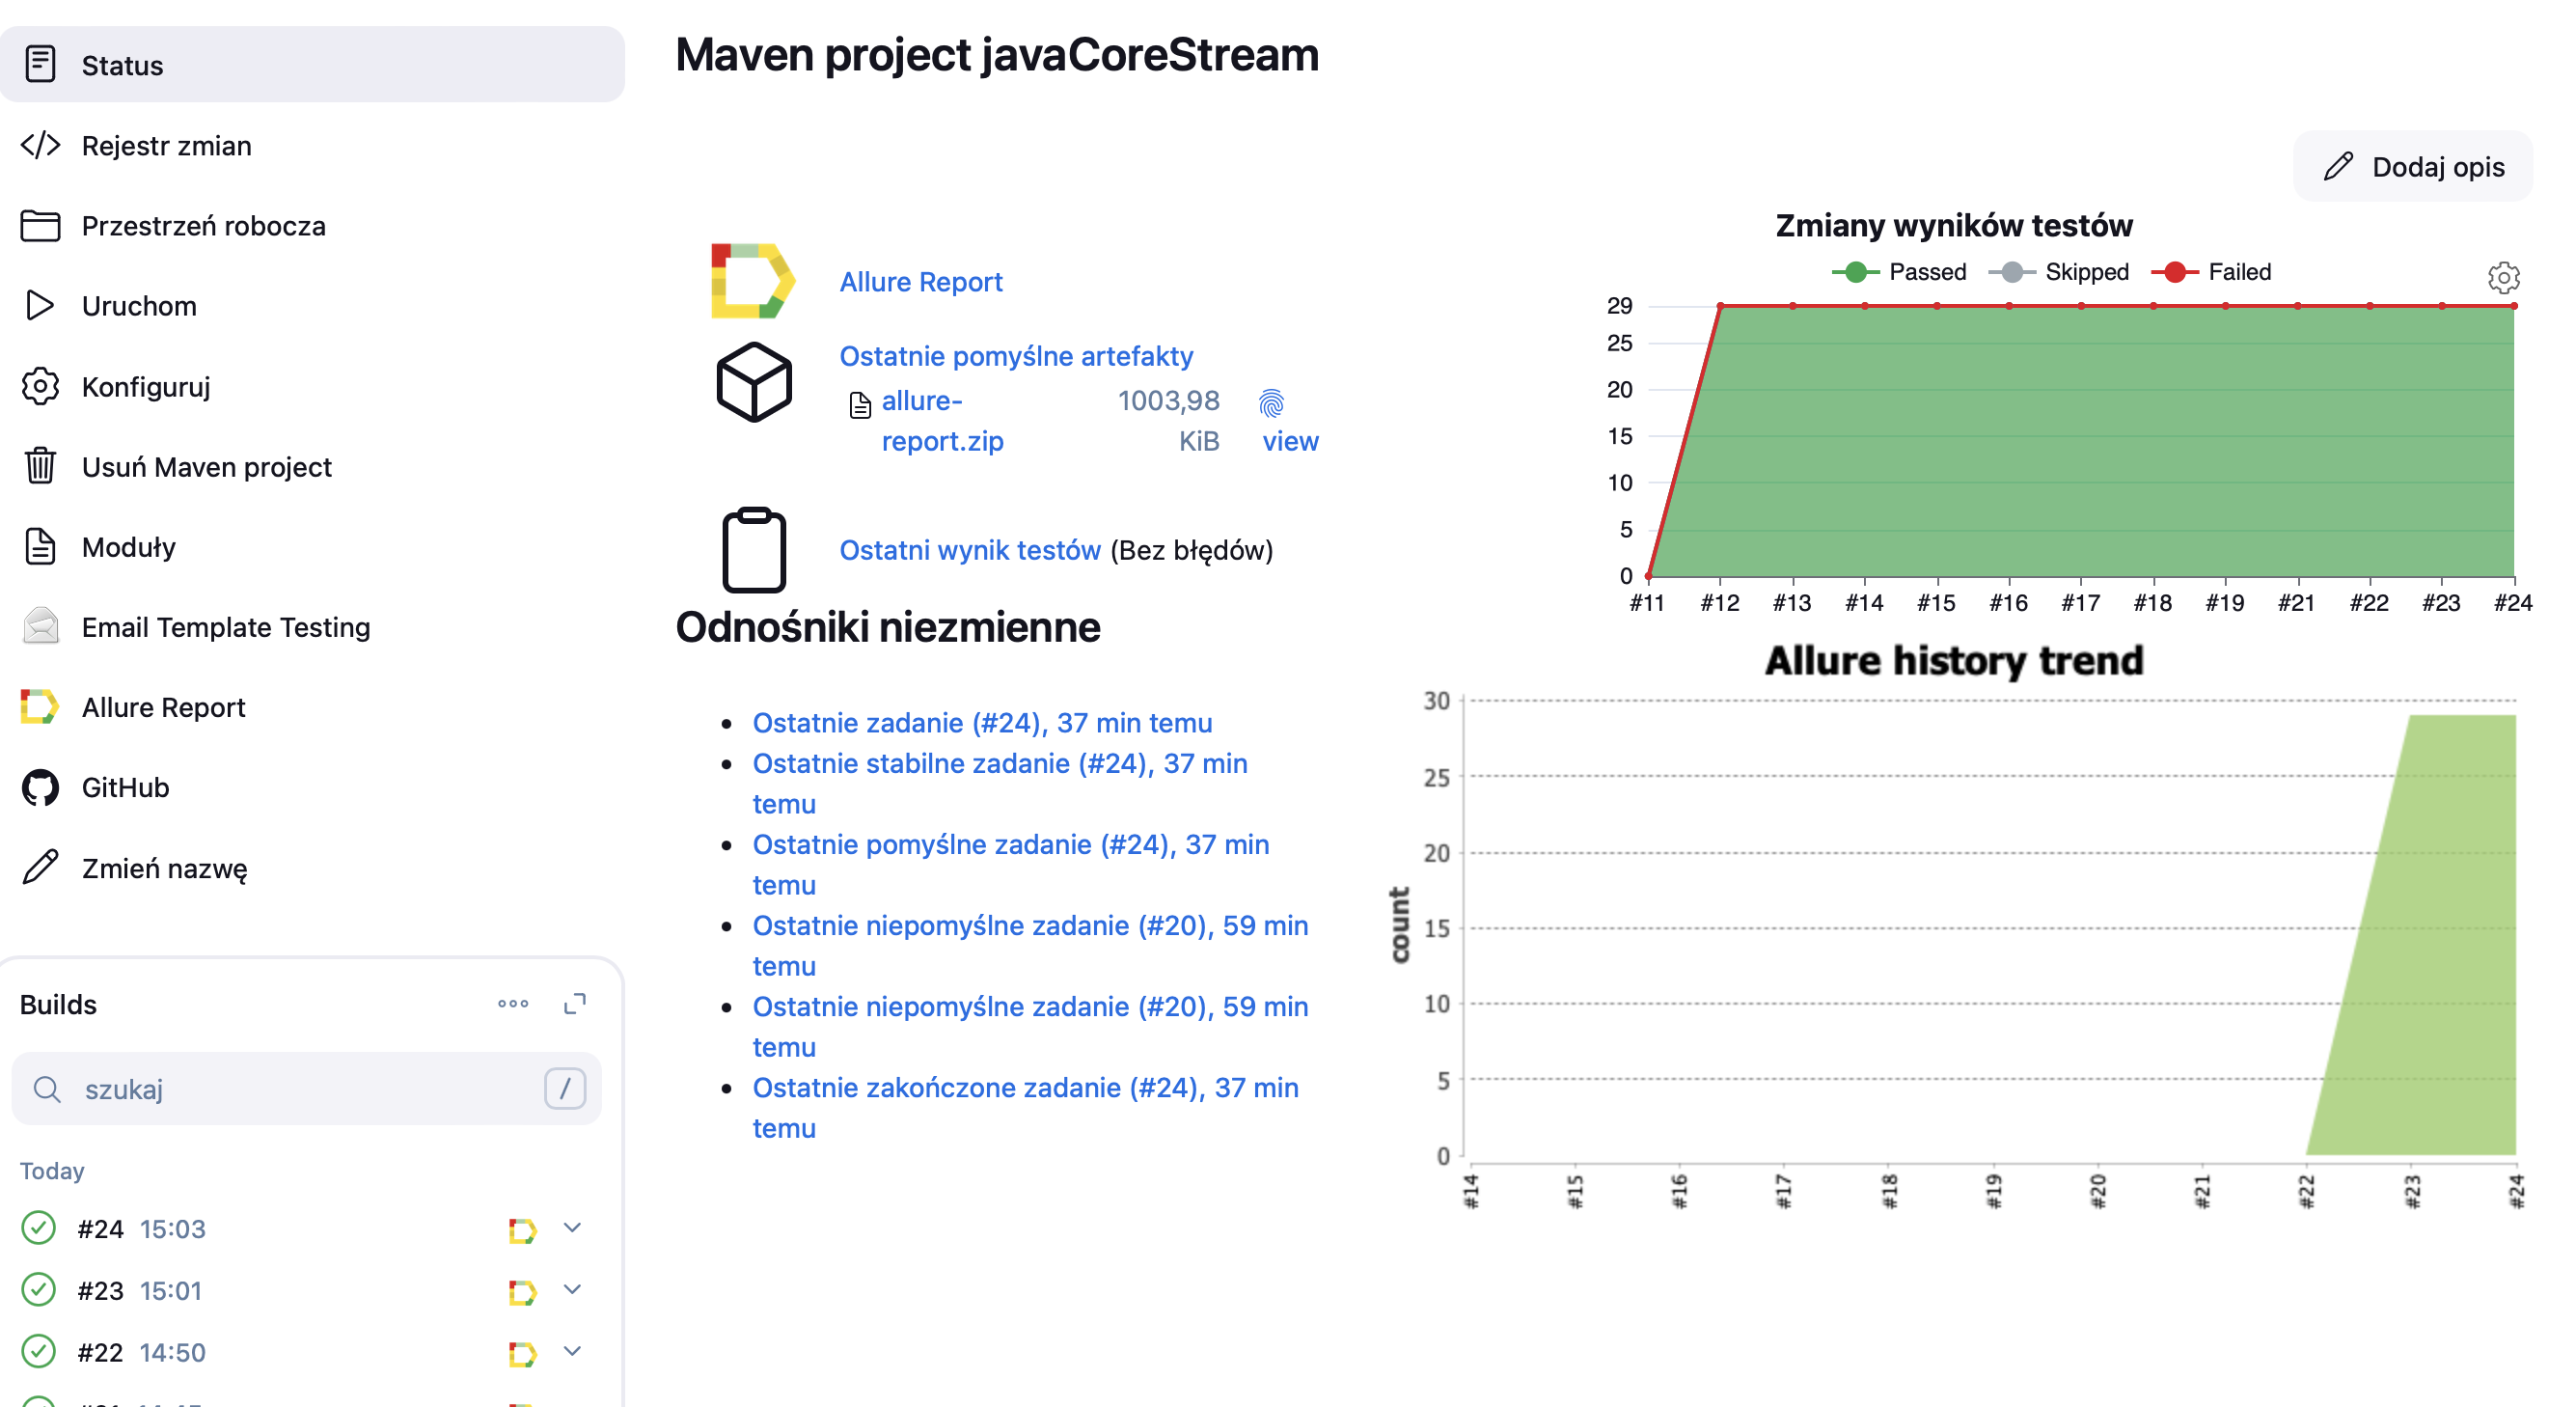 Status
Rejestr zmian
Przestrzeń robocza
Uruchom
Konfiguruj
Usuń Maven project
Moduły
Email Template Testing
Allure Report
GitHub
Zmień nazwę
Builds
szukaj
/
Today
#24 15:03
#23 15:01
#22 14:50
Maven project javaCoreStream
Dodaj opis
Allure Report
Ostatnie pomyślne artefakty
allure- 1003,98
report.zip KiB view
Ostatni wynik testów (Bez błędów)
Odnośniki niezmienne
Ostatnie zadanie (#24), 37 min temu
Ostatnie stabilne zadanie (#24), 37 min
temu
Ostatnie pomyślne zadanie (#24), 37 min
temu
Ostatnie niepomyślne zadanie (#20), 59 min
temu
Ostatnie niepomyślne zadanie (#20), 59 min
temu
Ostatnie zakończone zadanie (#24), 37 min
temu
Zmiany wyników testów
Passed Skipped Failed
29
25
20
15
10
5
0
#11 #12 #13 #14 #15 #16 #17 #18 #19 #21 #22 #23 #24
Allure history trend
30
25
20
15
10
5
0
count
#14 #15 #16 #17 #18 #19 #20 #21 #22 #23 #24